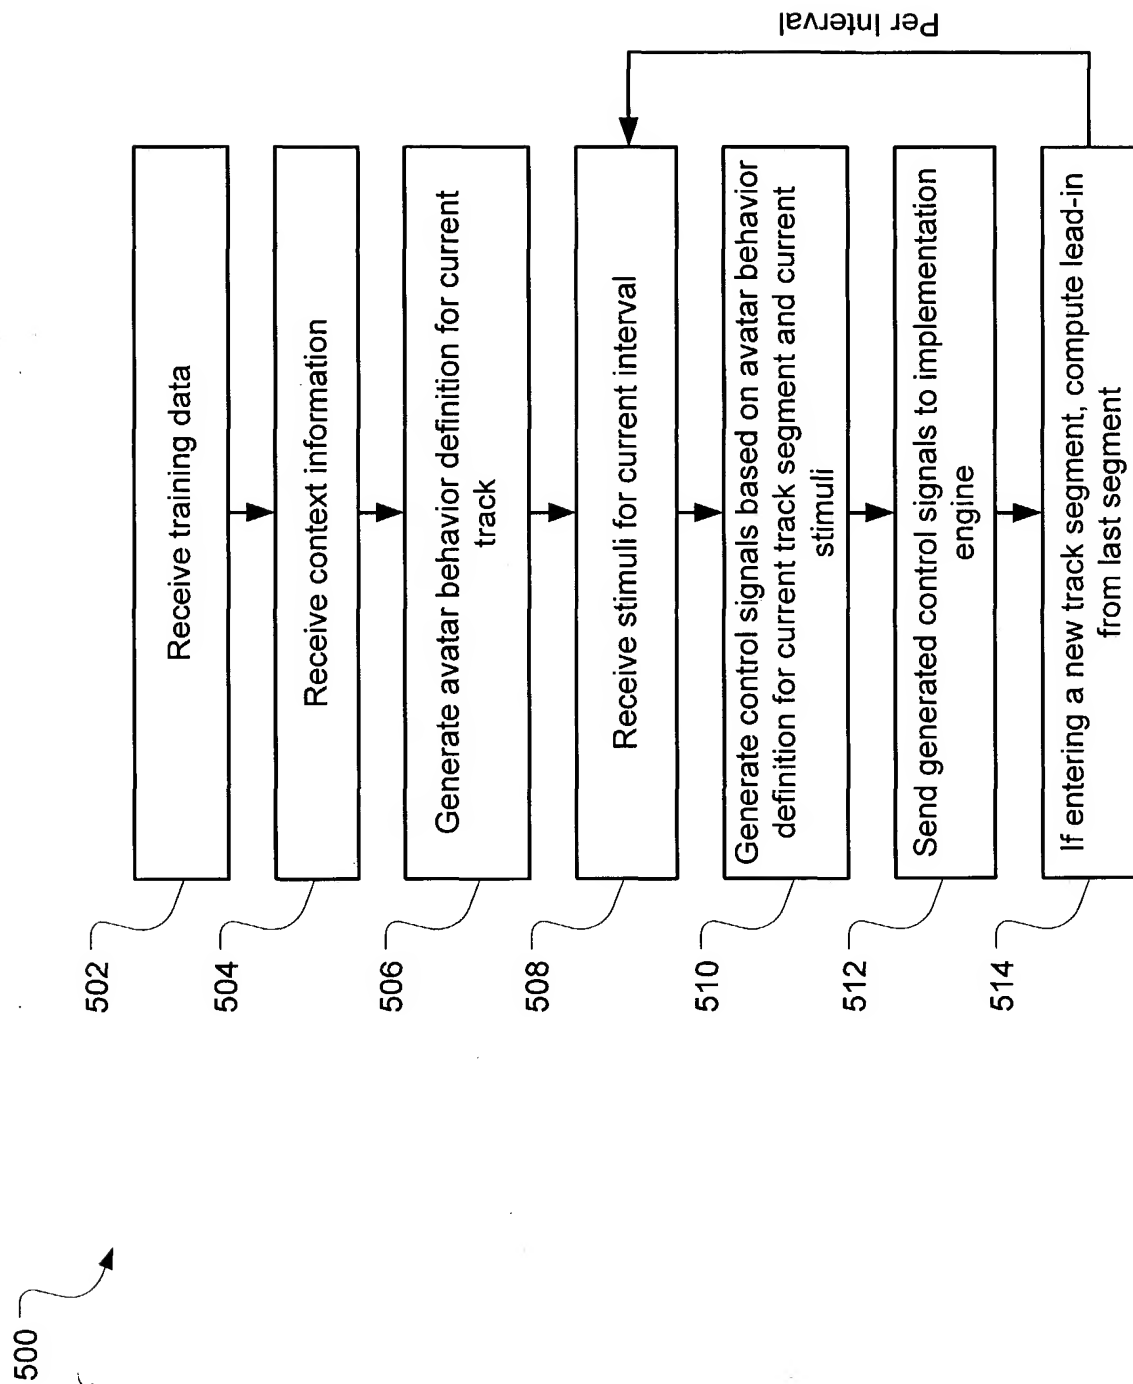 500
502
Receive training data
504
Receive context information
506
Generate avatar behavior definition for current
track
508
Receive stimuli for current interval
510
Generate control signals based on avatar behavior
definition for current track segment and current
stimuli
512
Send generated control signals to implementation
engine
514
If entering a new track segment, compute lead-in
from last segment
Per Interval